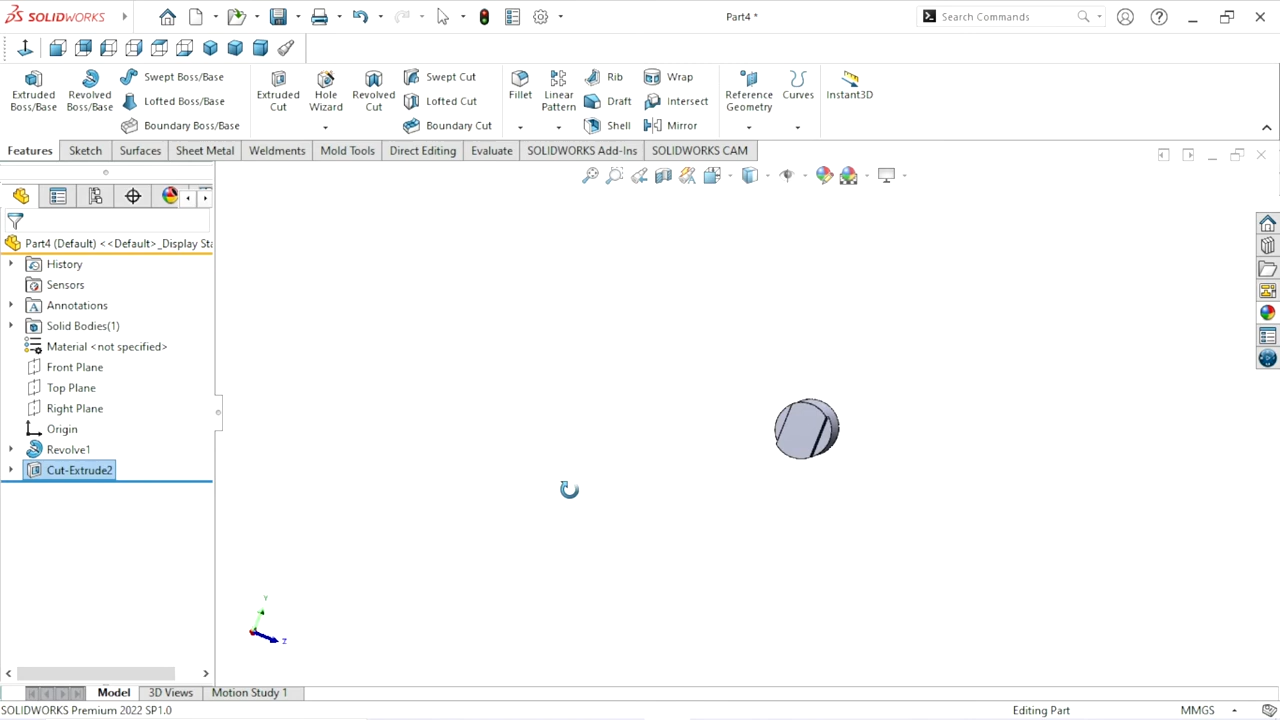 SOLIDWORKS
Part4 *
Search Commands
Extruded Boss/Base
Revolved Boss/Base
Swept Boss/Base
Lofted Boss/Base
Boundary Boss/Base
Extruded Cut
Hole Wizard
Revolved Cut
Swept Cut
Lofted Cut
Boundary Cut
Fillet
Linear Pattern
Rib
Draft
Shell
Wrap
Intersect
Mirror
Reference Geometry
Curves
Instant3D
Features
Sketch
Surfaces
Sheet Metal
Weldments
Mold Tools
Direct Editing
Evaluate
SOLIDWORKS Add-Ins
SOLIDWORKS CAM
Part4 (Default) <<Default>_Display Sta
History
Sensors
Annotations
Solid Bodies(1)
Material <not specified>
Front Plane
Top Plane
Right Plane
Origin
Revolve1
Cut-Extrude2
Y
Z
Model
3D Views
Motion Study 1
SOLIDWORKS Premium 2022 SP1.0
Editing Part
MMGS